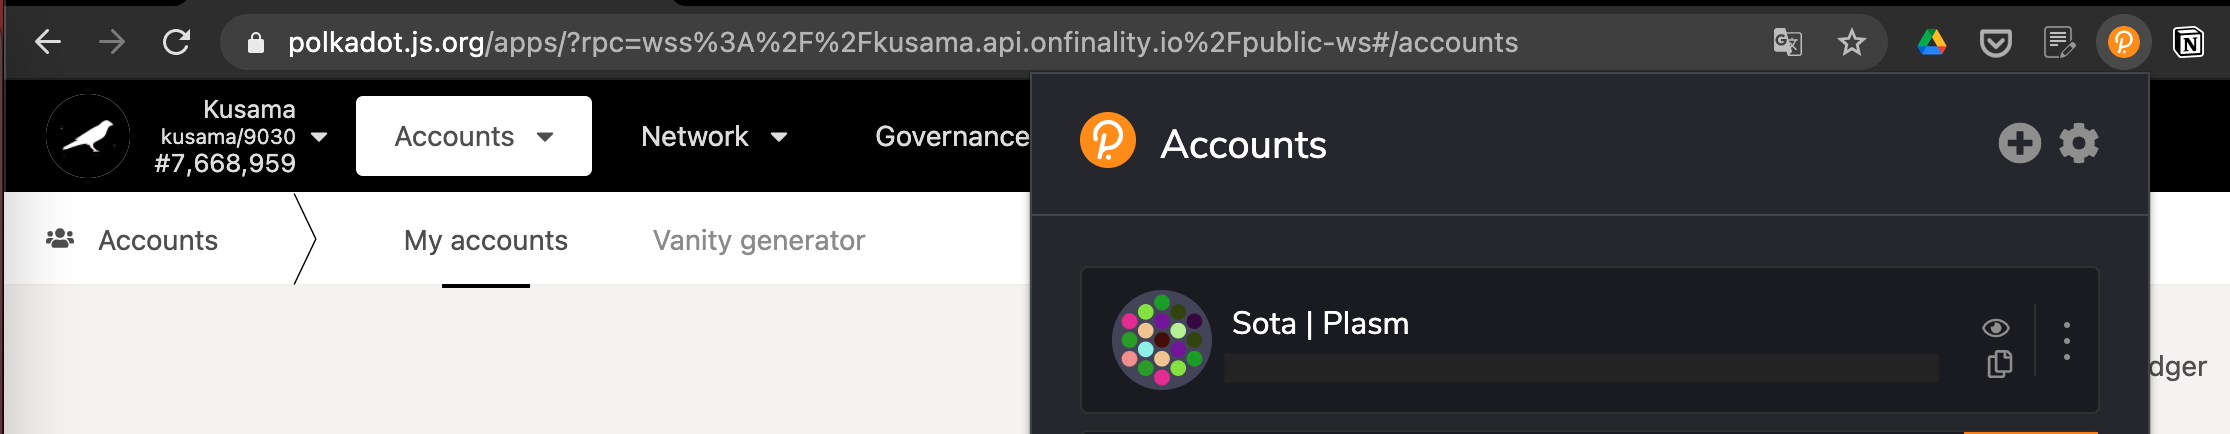 polkadot.js.org/apps/?rpc=wss%3A%2F%2Fkusama.api.onfinality.io%2Fpublic-ws#/accounts
Kusama
kusama/9030
#7,668,959
Accounts
Network
Governance
Accounts
Accounts
My accounts
Vanity generator
Sota | Plasm
dger